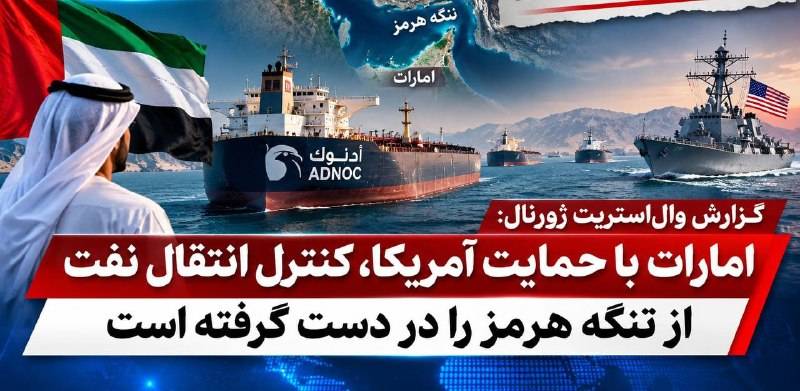 تنگه هرمز
امارات
أدنوك
ADNOC
گزارش وال‌استریت ژورنال:
امارات با حمایت آمریکا، کنترل انتقال نفت
از تنگه هرمز را در دست گرفته است